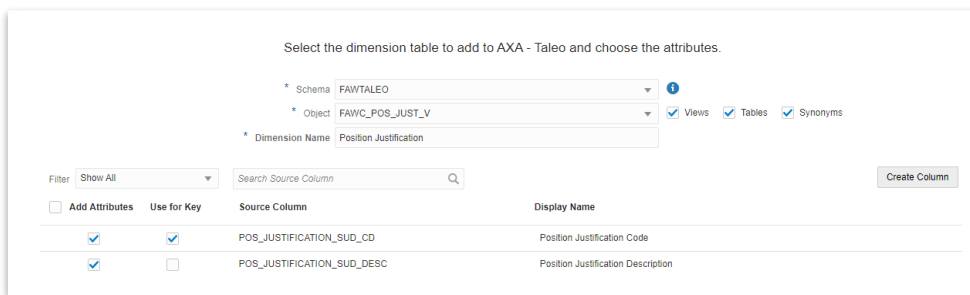 Select the dimension table to add to AXA - Taleo and choose the attributes.
* Schema FAWTALEO
* Object FAWC_POS_JUST_V Views Tables Synonyms
* Dimension Name Position Justification
Filter Show All Search Source Column Create Column
Add Attributes Use for Key Source Column Display Name
POS_JUSTIFICATION_SUD_CD Position Justification Code
POS_JUSTIFICATION_SUD_DESC Position Justification Description